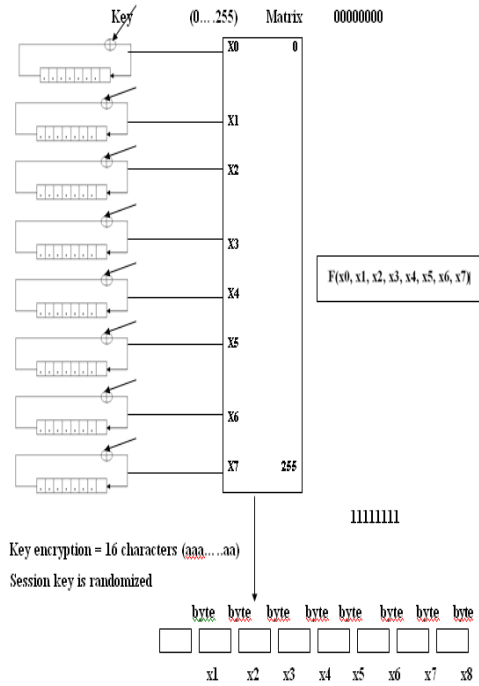 Key (0....255) Matrix 00000000
X0 0
X1
X2
X3
F(x0, x1, x2, x3, x4, x5, x6, x7)
X4
X5
X6
X7 255
11111111
Key encryption = 16 characters (aaa.....aa)
Session key is randomized
byte byte byte byte byte byte byte byte
x1 x2 x3 x4 x5 x6 x7 x8